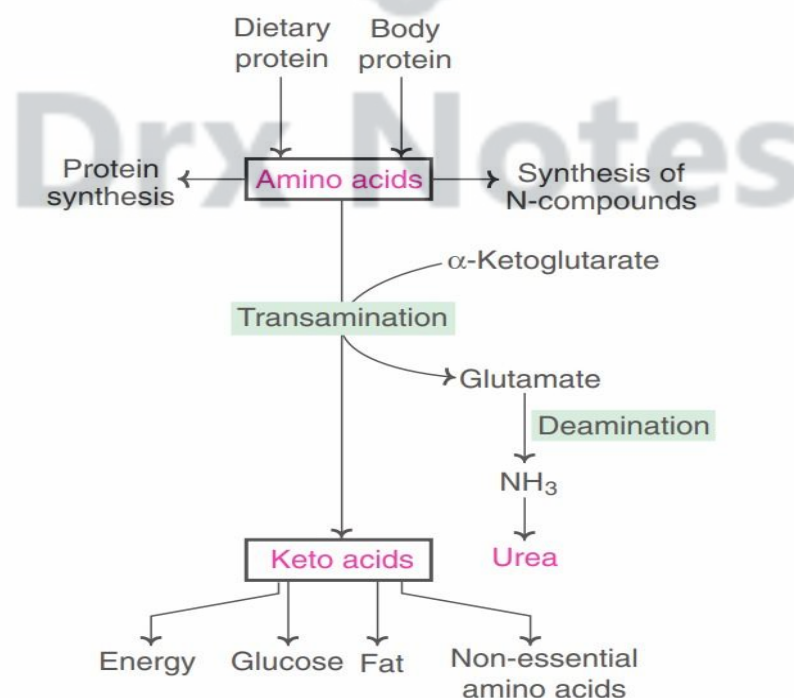 Dietary
protein
Body
protein
Drx Notes
Protein
synthesis
Amino acids
Synthesis of
N-compounds
α-Ketoglutarate
Transamination
Glutamate
Deamination
NH₃
Keto acids
Urea
Energy
Glucose
Fat
Non-essential
amino acids